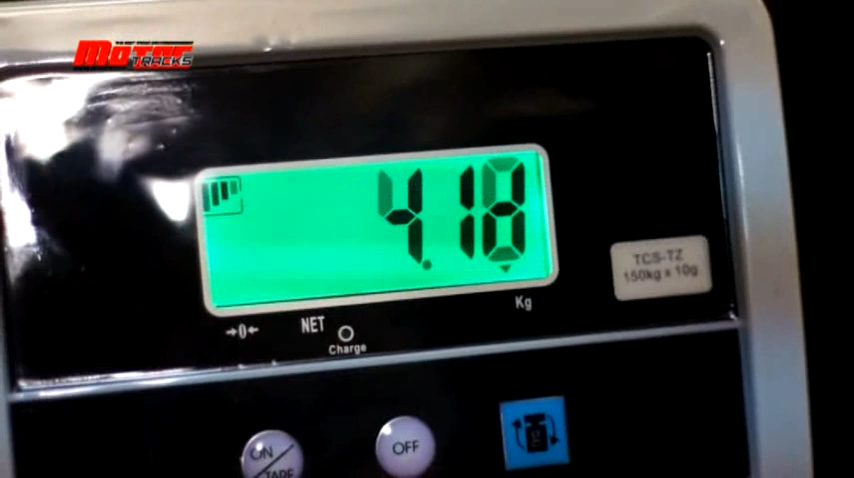 MOTOR
TRACKS
4.18
TCS-TZ
150kg x 10g
Kg
→0←
NET
Charge
ON/TARE
OFF